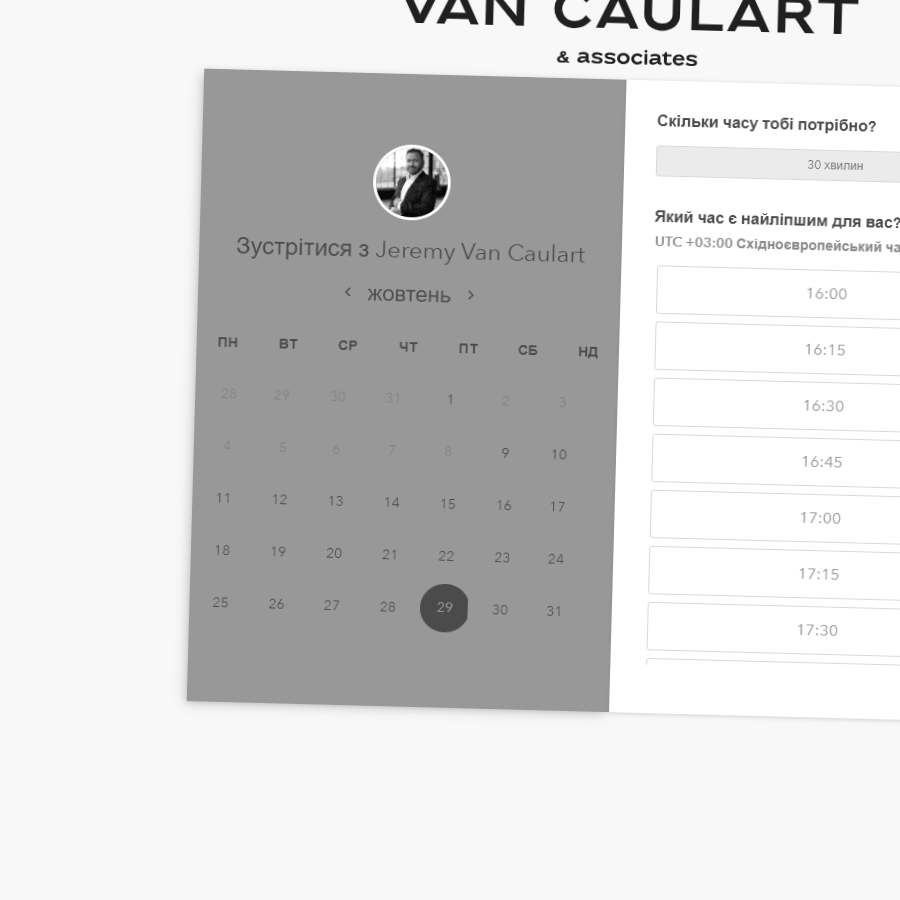 VAN CAULART
& associates
Зустрітися з Jeremy Van Caulart
жовтень
ПН ВТ СР ЧТ ПТ СБ НД
28 29 30 31 1 2 3
4 5 6 7 8 9 10
11 12 13 14 15 16 17
18 19 20 21 22 23 24
25 26 27 28 29 30 31
Скільки часу тобі потрібно?
30 хвилин
Який час є найліпшим для вас?
UTC +03:00 Східноєвропейський
16:00
16:15
16:30
16:45
17:00
17:15
17:30